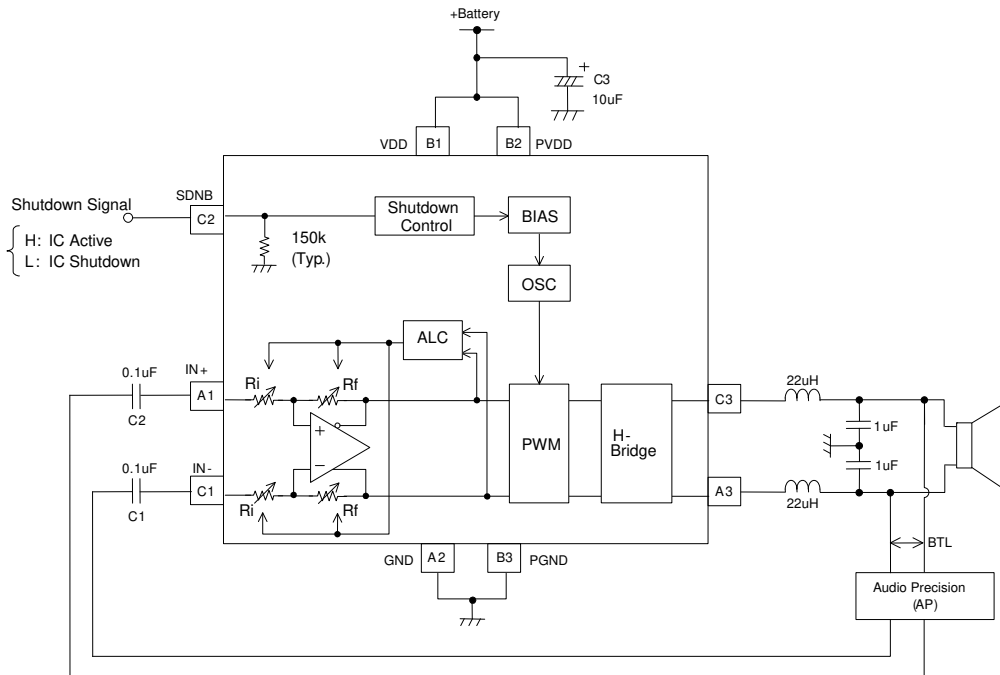 +Battery
+
C3
10uF
VDD
B1
B2
PVDD
SDNB
Shutdown Signal
C2
H: IC Active
L: IC Shutdown
150k
(Typ.)
Shutdown
Control
BIAS
OSC
ALC
0.1uF
IN+
A1
C2
Ri
Rf
+
−
PWM
H-
Bridge
C3
22uH
1uF
1uF
0.1uF
IN-
C1
C1
Ri
Rf
A3
22uH
GND
A2
B3
PGND
BTL
Audio Precision
(AP)